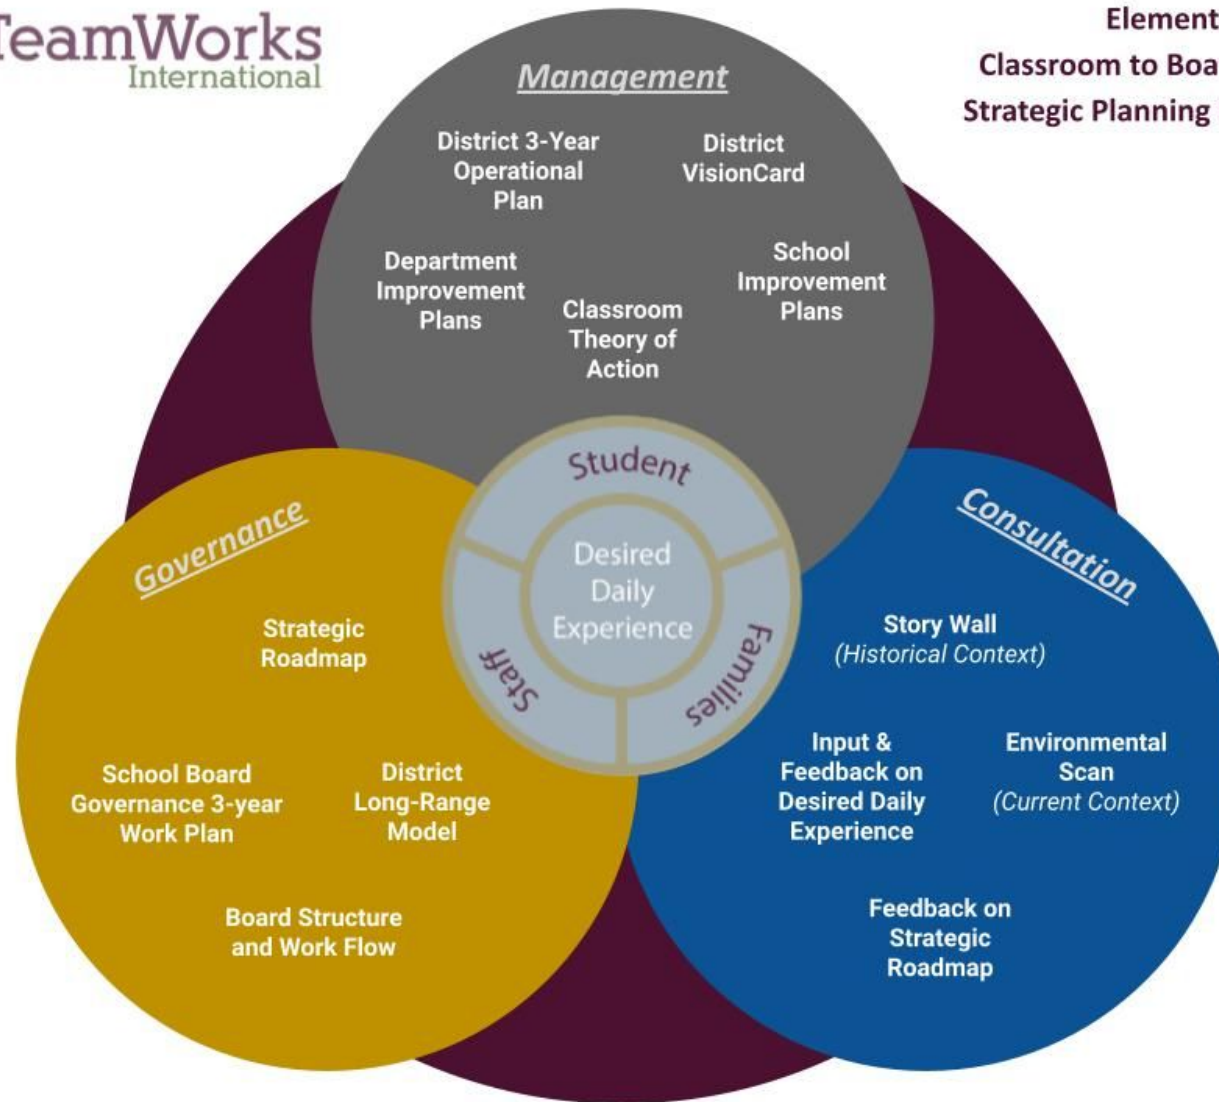 TeamWorks
International
Element
Classroom to Boa
Strategic Planning
Management
District 3-Year
Operational
Plan
District
VisionCard
Department
Improvement
Plans
Classroom
Theory of
Action
School
Improvement
Plans
Student
Desired
Daily
Experience
Staff
Families
Governance
Strategic
Roadmap
School Board
Governance 3-year
Work Plan
District
Long-Range
Model
Board Structure
and Work Flow
Consultation
Story Wall
(Historical Context)
Input &
Feedback on
Desired Daily
Experience
Environmental
Scan
(Current Context)
Feedback on
Strategic
Roadmap